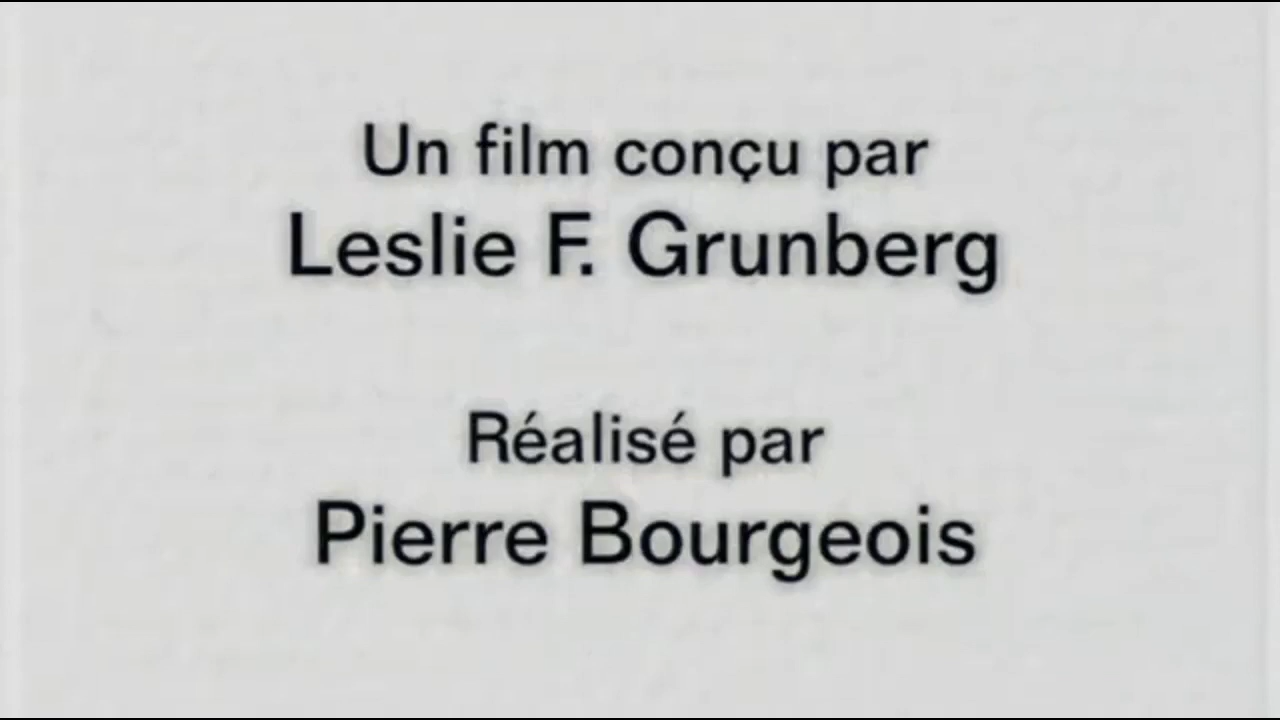 Un film conçu par
Leslie F. Grunberg
Réalisé par
Pierre Bourgeois